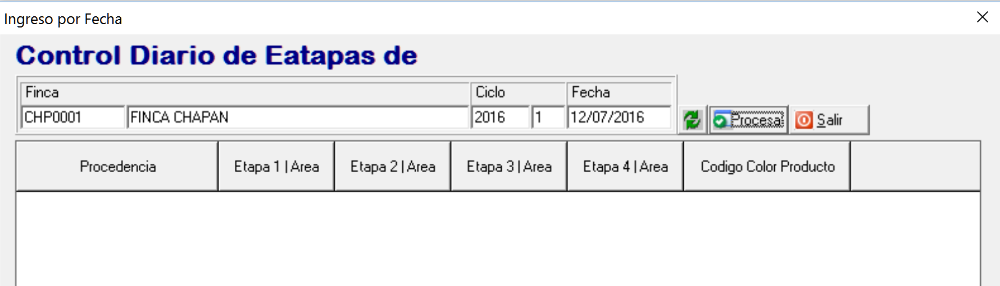 Ingreso por Fecha
Control Diario de Eatapas de
Finca Ciclo Fecha
CHP0001 FINCA CHAPAN 2016 1 12/07/2016 Procesa Salir
Procedencia Etapa 1 | Area Etapa 2 | Area Etapa 3 | Area Etapa 4 | Area Codigo Color Producto